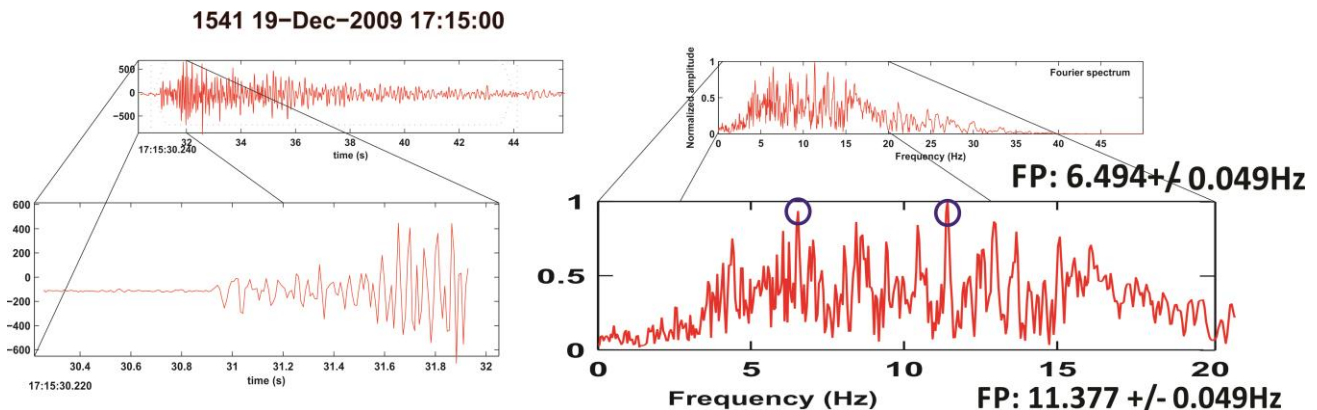 1541 19−Dec−2009 17:15:00
500
0
−500
32 34 36 38 40 42 44
17:15:30.240
time (s)
600
400
200
0
−200
−400
−600
30.4 30.6 30.8 31 31.2 31.4 31.6 31.8 32
time (s)
17:15:30.220
Normalized amplitude
1
0.5
0
Fourier spectrum
0 5 10 15 20 25 30 35 40 45
Frequency (Hz)
FP: 6.494+/- 0.049Hz
1
0.5
0
0 5 10 15 20
Frequency (Hz)
FP: 11.377 +/- 0.049Hz